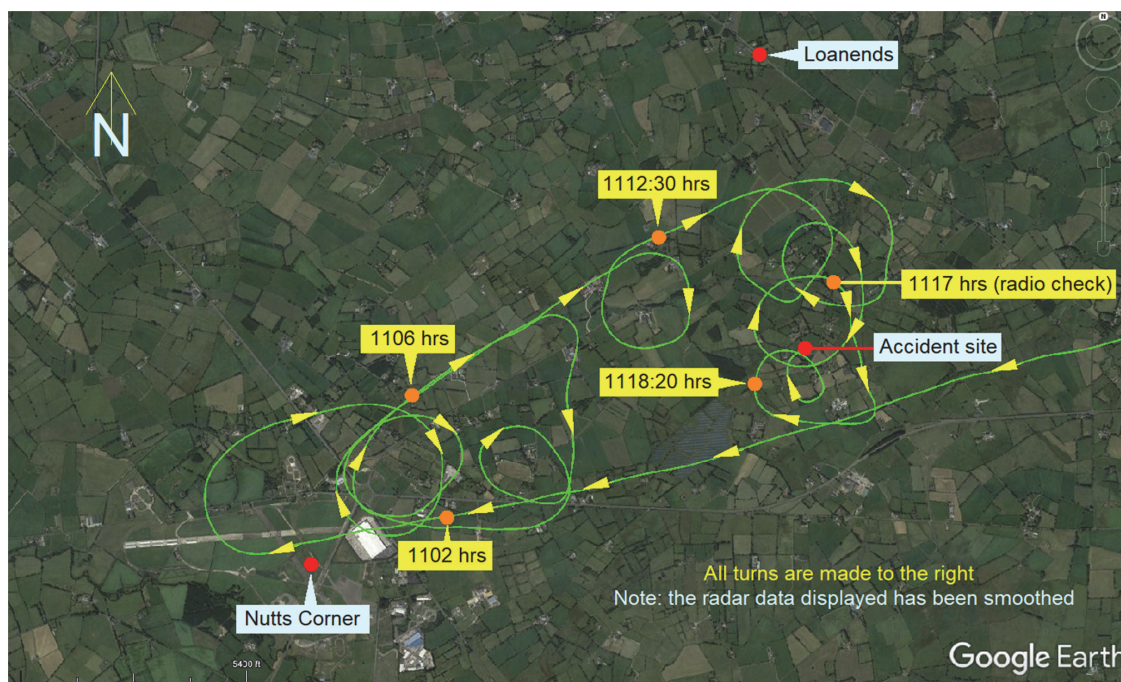 Loanends
N
1112:30 hrs
1117 hrs (radio check)
1106 hrs
Accident site
1118:20 hrs
1102 hrs
Nutts Corner
All turns are made to the right
Note: the radar data displayed has been smoothed
5430 ft
Google Earth